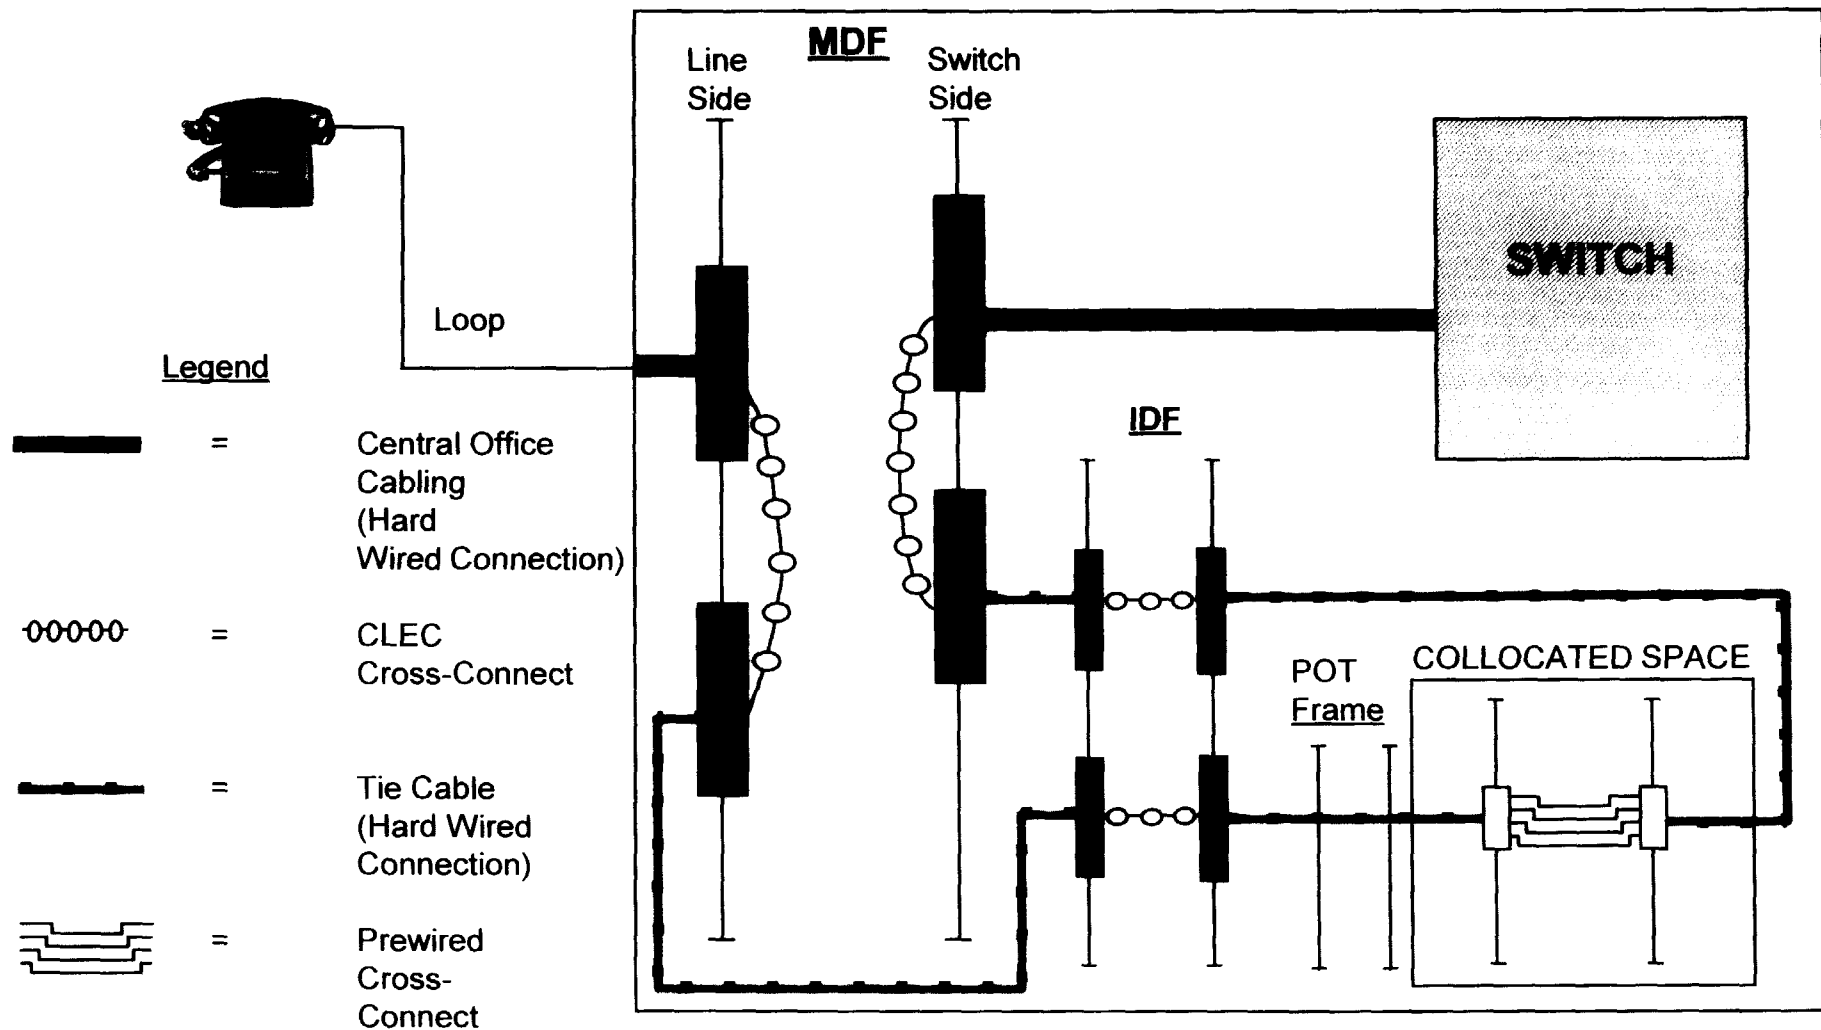 MDF
Line
Side
Switch
Side
SWITCH
Loop
Legend
IDF
=
Central Office
Cabling
(Hard
Wired Connection)
=
CLEC
Cross-Connect
POT
Frame
COLLOCATED SPACE
=
Tie Cable
(Hard Wired
Connection)
=
Prewired
Cross-
Connect